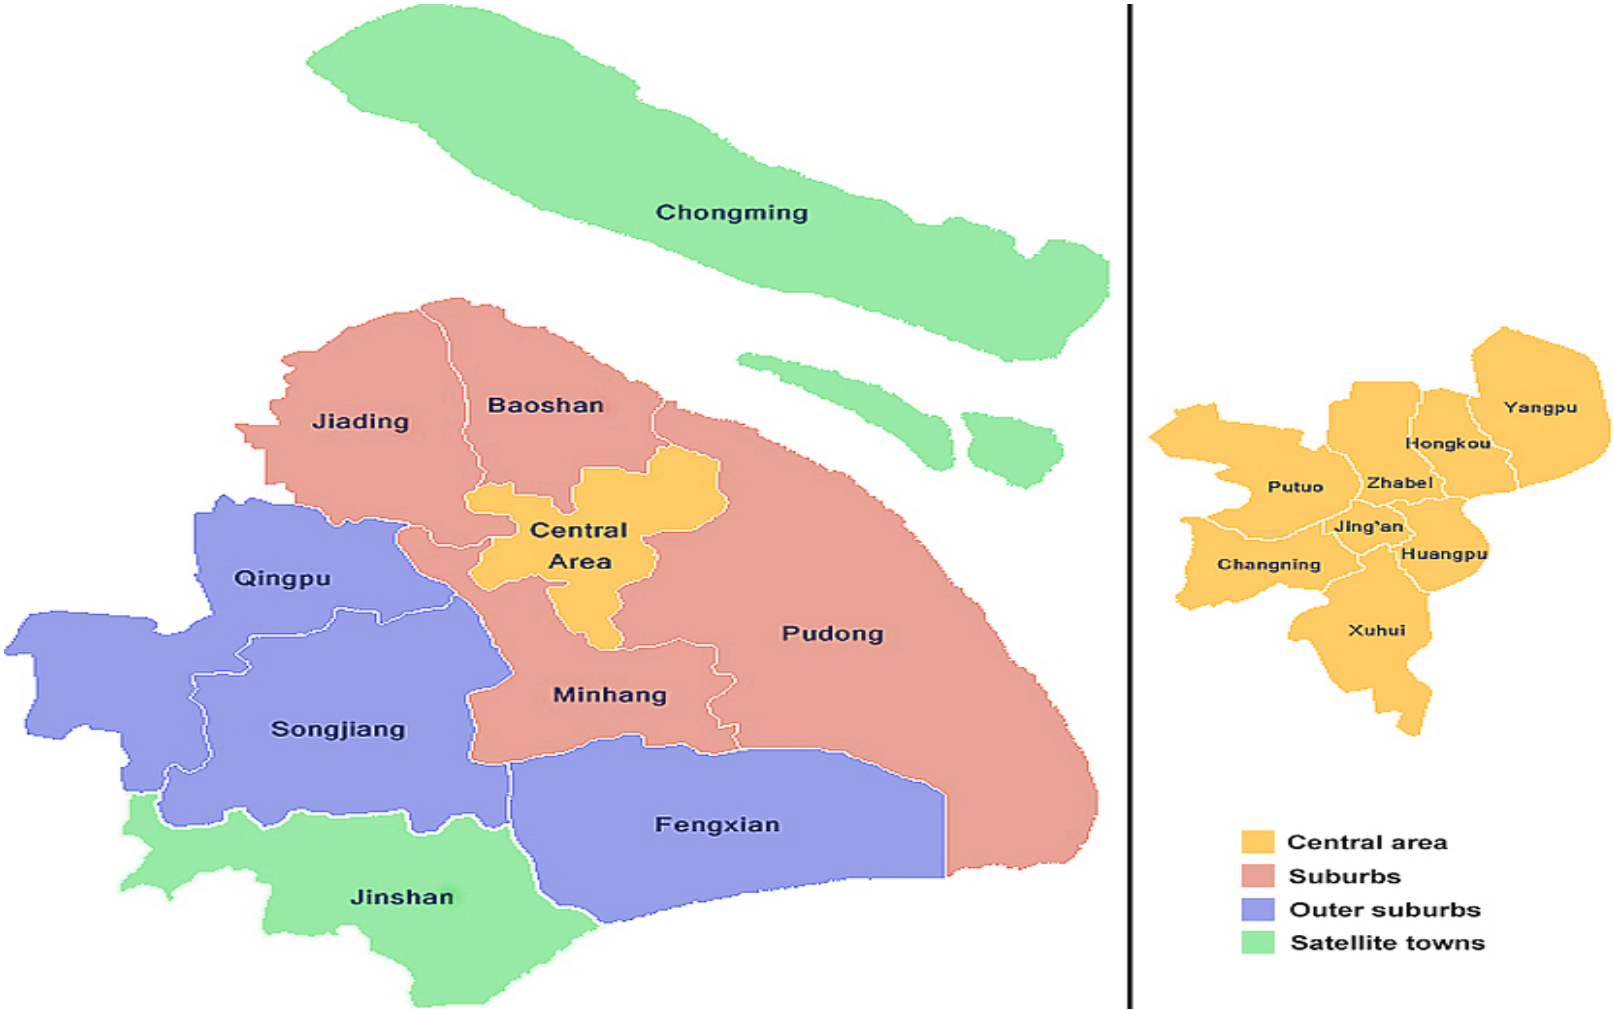 Chongming
Baoshan
Jiading
Central
Area
Qingpu
Pudong
Minhang
Songjiang
Fengxian
Jinshan
Yangpu
Hongkou
Zhabel
Putuo
Jing'an
Huangpu
Changning
Xuhui
Central area
Suburbs
Outer suburbs
Satellite towns